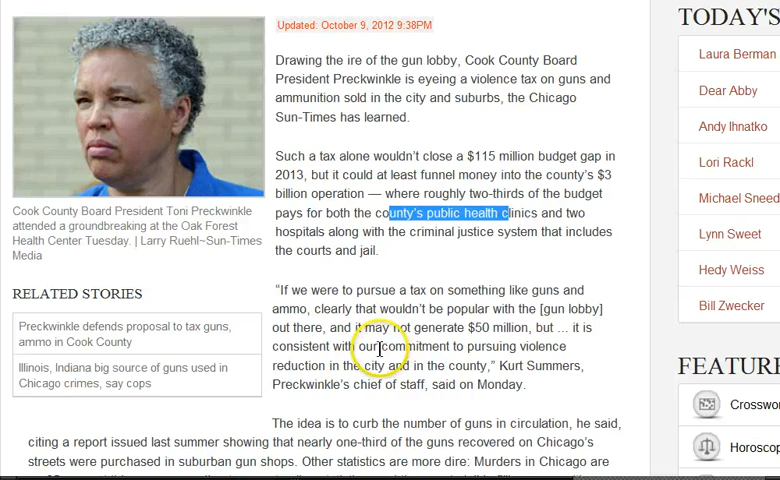 Updated: October 9, 2012 9:38PM
Drawing the ire of the gun lobby, Cook County Board
President Preckwinkle is eyeing a violence tax on guns and
ammunition sold in the city and suburbs, the Chicago
Sun-Times has learned.
Such a tax alone wouldn’t close a $115 million budget gap in
2013, but it could at least funnel money into the county’s $3
billion operation — where roughly two-thirds of the budget
pays for both the county’s public health clinics and two
hospitals along with the criminal justice system that includes
the courts and jail.
“If we were to pursue a tax on something like guns and
ammo, clearly that wouldn’t be popular with the [gun lobby]
out there, and it may not generate $50 million, but ... it is
consistent with our commitment to pursuing violence
reduction in the city and in the county,” Kurt Summers,
Preckwinkle’s chief of staff, said on Monday.
The idea is to curb the number of guns in circulation, he said,
citing a report issued last summer showing that nearly one-third of the guns recovered on Chicago’s
streets were purchased in suburban gun shops. Other statistics are more dire: Murders in Chicago are
Cook County Board President Toni Preckwinkle
attended a groundbreaking at the Oak Forest
Health Center Tuesday. | Larry Ruehl~Sun-Times
Media
RELATED STORIES
Preckwinkle defends proposal to tax guns,
ammo in Cook County
Illinois, Indiana big source of guns used in
Chicago crimes, say cops
TODAY'S
Laura Berman
Dear Abby
Andy Ihnatko
Lori Rackl
Michael Sneed
Lynn Sweet
Hedy Weiss
Bill Zwecker
FEATUR
Crosswor
Horoscop